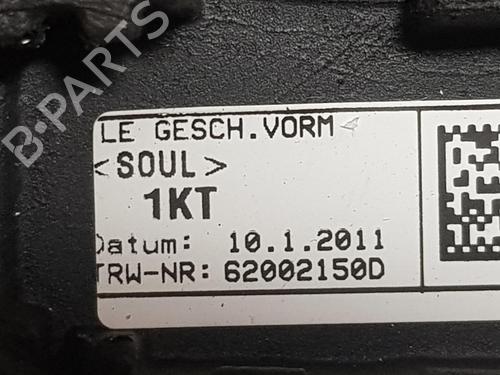 B-PARTS
LE GESCH.VORM
<SOUL>
1KT
Datum: 10.1.2011
TRW-NR: 62002150D